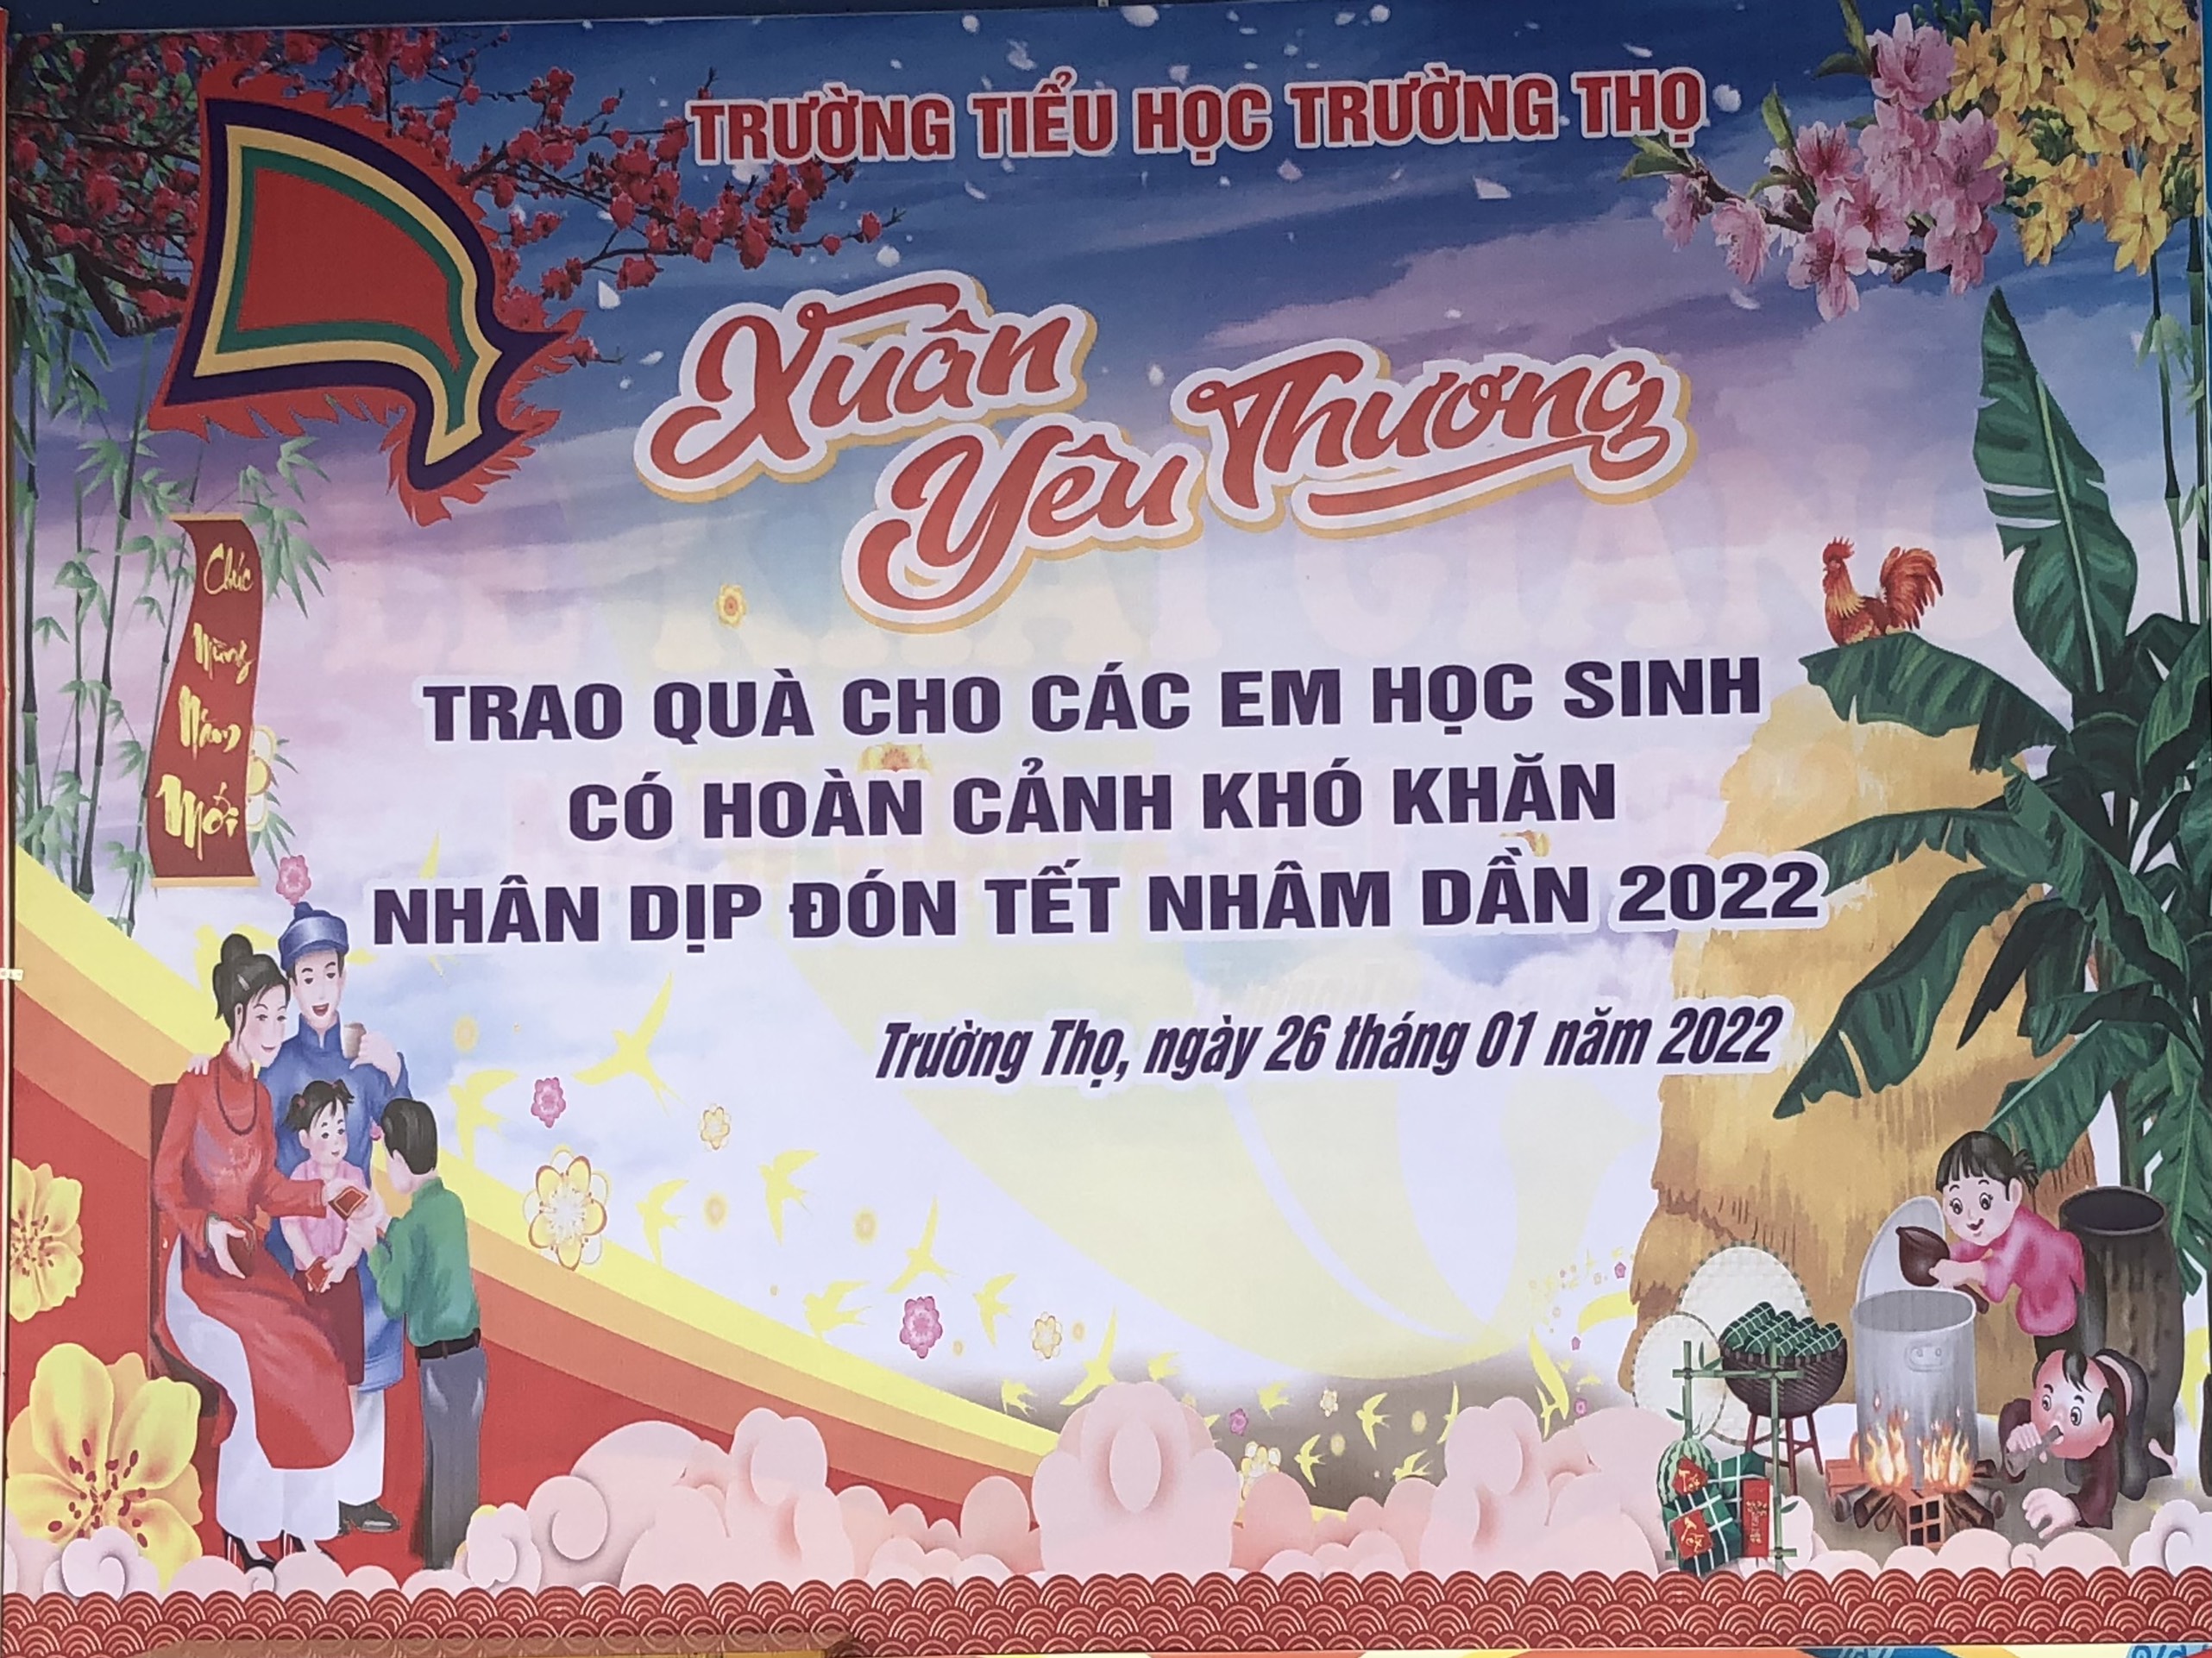 TRƯỜNG TIỂU HỌC TRƯỜNG THỌ
Xuân
Yêu Thương
TRAO QUÀ CHO CÁC EM HỌC SINH
CÓ HOÀN CẢNH KHÓ KHĂN
NHÂN DỊP ĐÓN TẾT NHÂM DẦN 2022
Trường Thọ, ngày 26 tháng 01 năm 2022
Chúc
Mừng
Năm
Mới